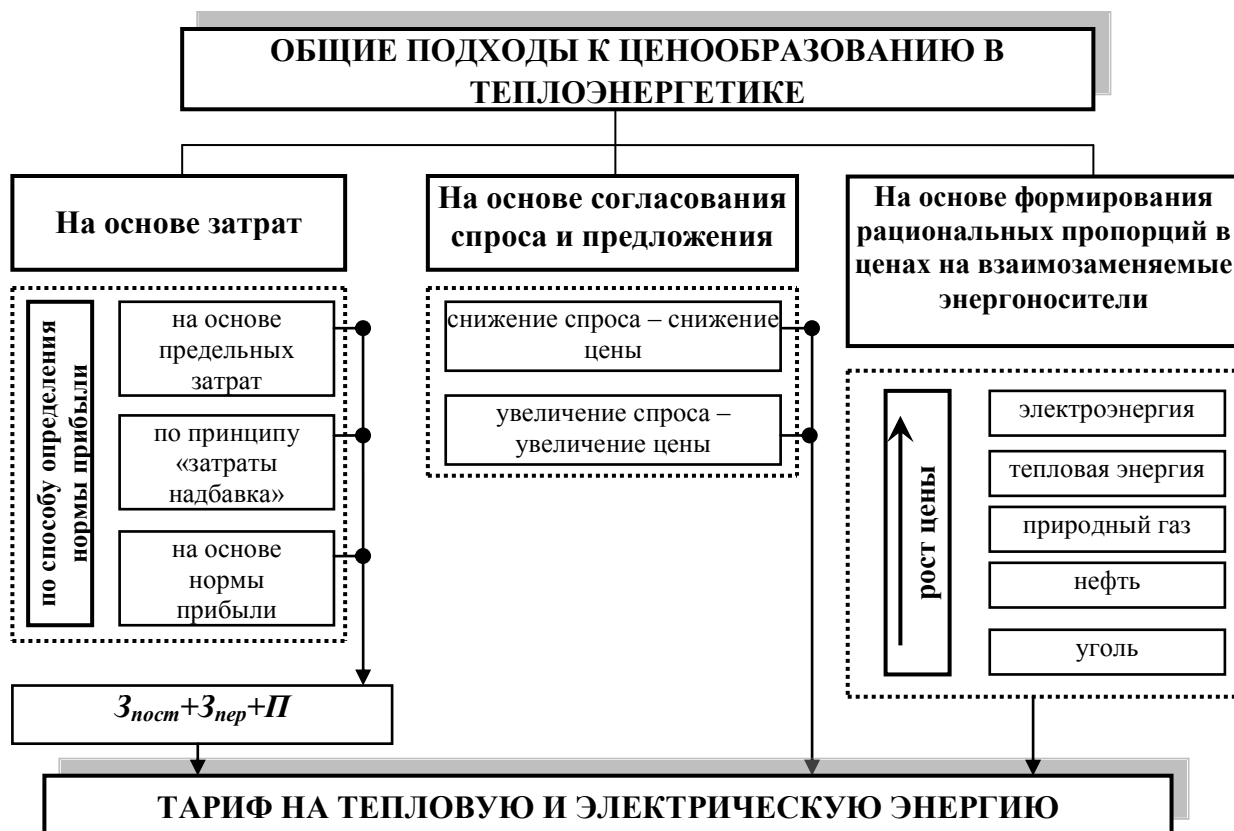 ОБЩИЕ ПОДХОДЫ К ЦЕНООБРАЗОВАНИЮ В
ТЕПЛОЭНЕРГЕТИКЕ
На основе затрат
На основе согласования
спроса и предложения
На основе формирования
рациональных пропорций в
ценах на взаимозаменяемые
энергоносители
по способу определения
нормы прибыли
на основе
предельных
затрат
по принципу
«затраты
надбавка»
на основе
нормы
прибыли
снижение спроса – снижение
цены
увеличение спроса –
увеличение цены
рост цены
электроэнергия
тепловая энергия
природный газ
нефть
уголь
Зпост+Зпер+П
ТАРИФ НА ТЕПЛОВУЮ И ЭЛЕКТРИЧЕСКУЮ ЭНЕРГИЮ